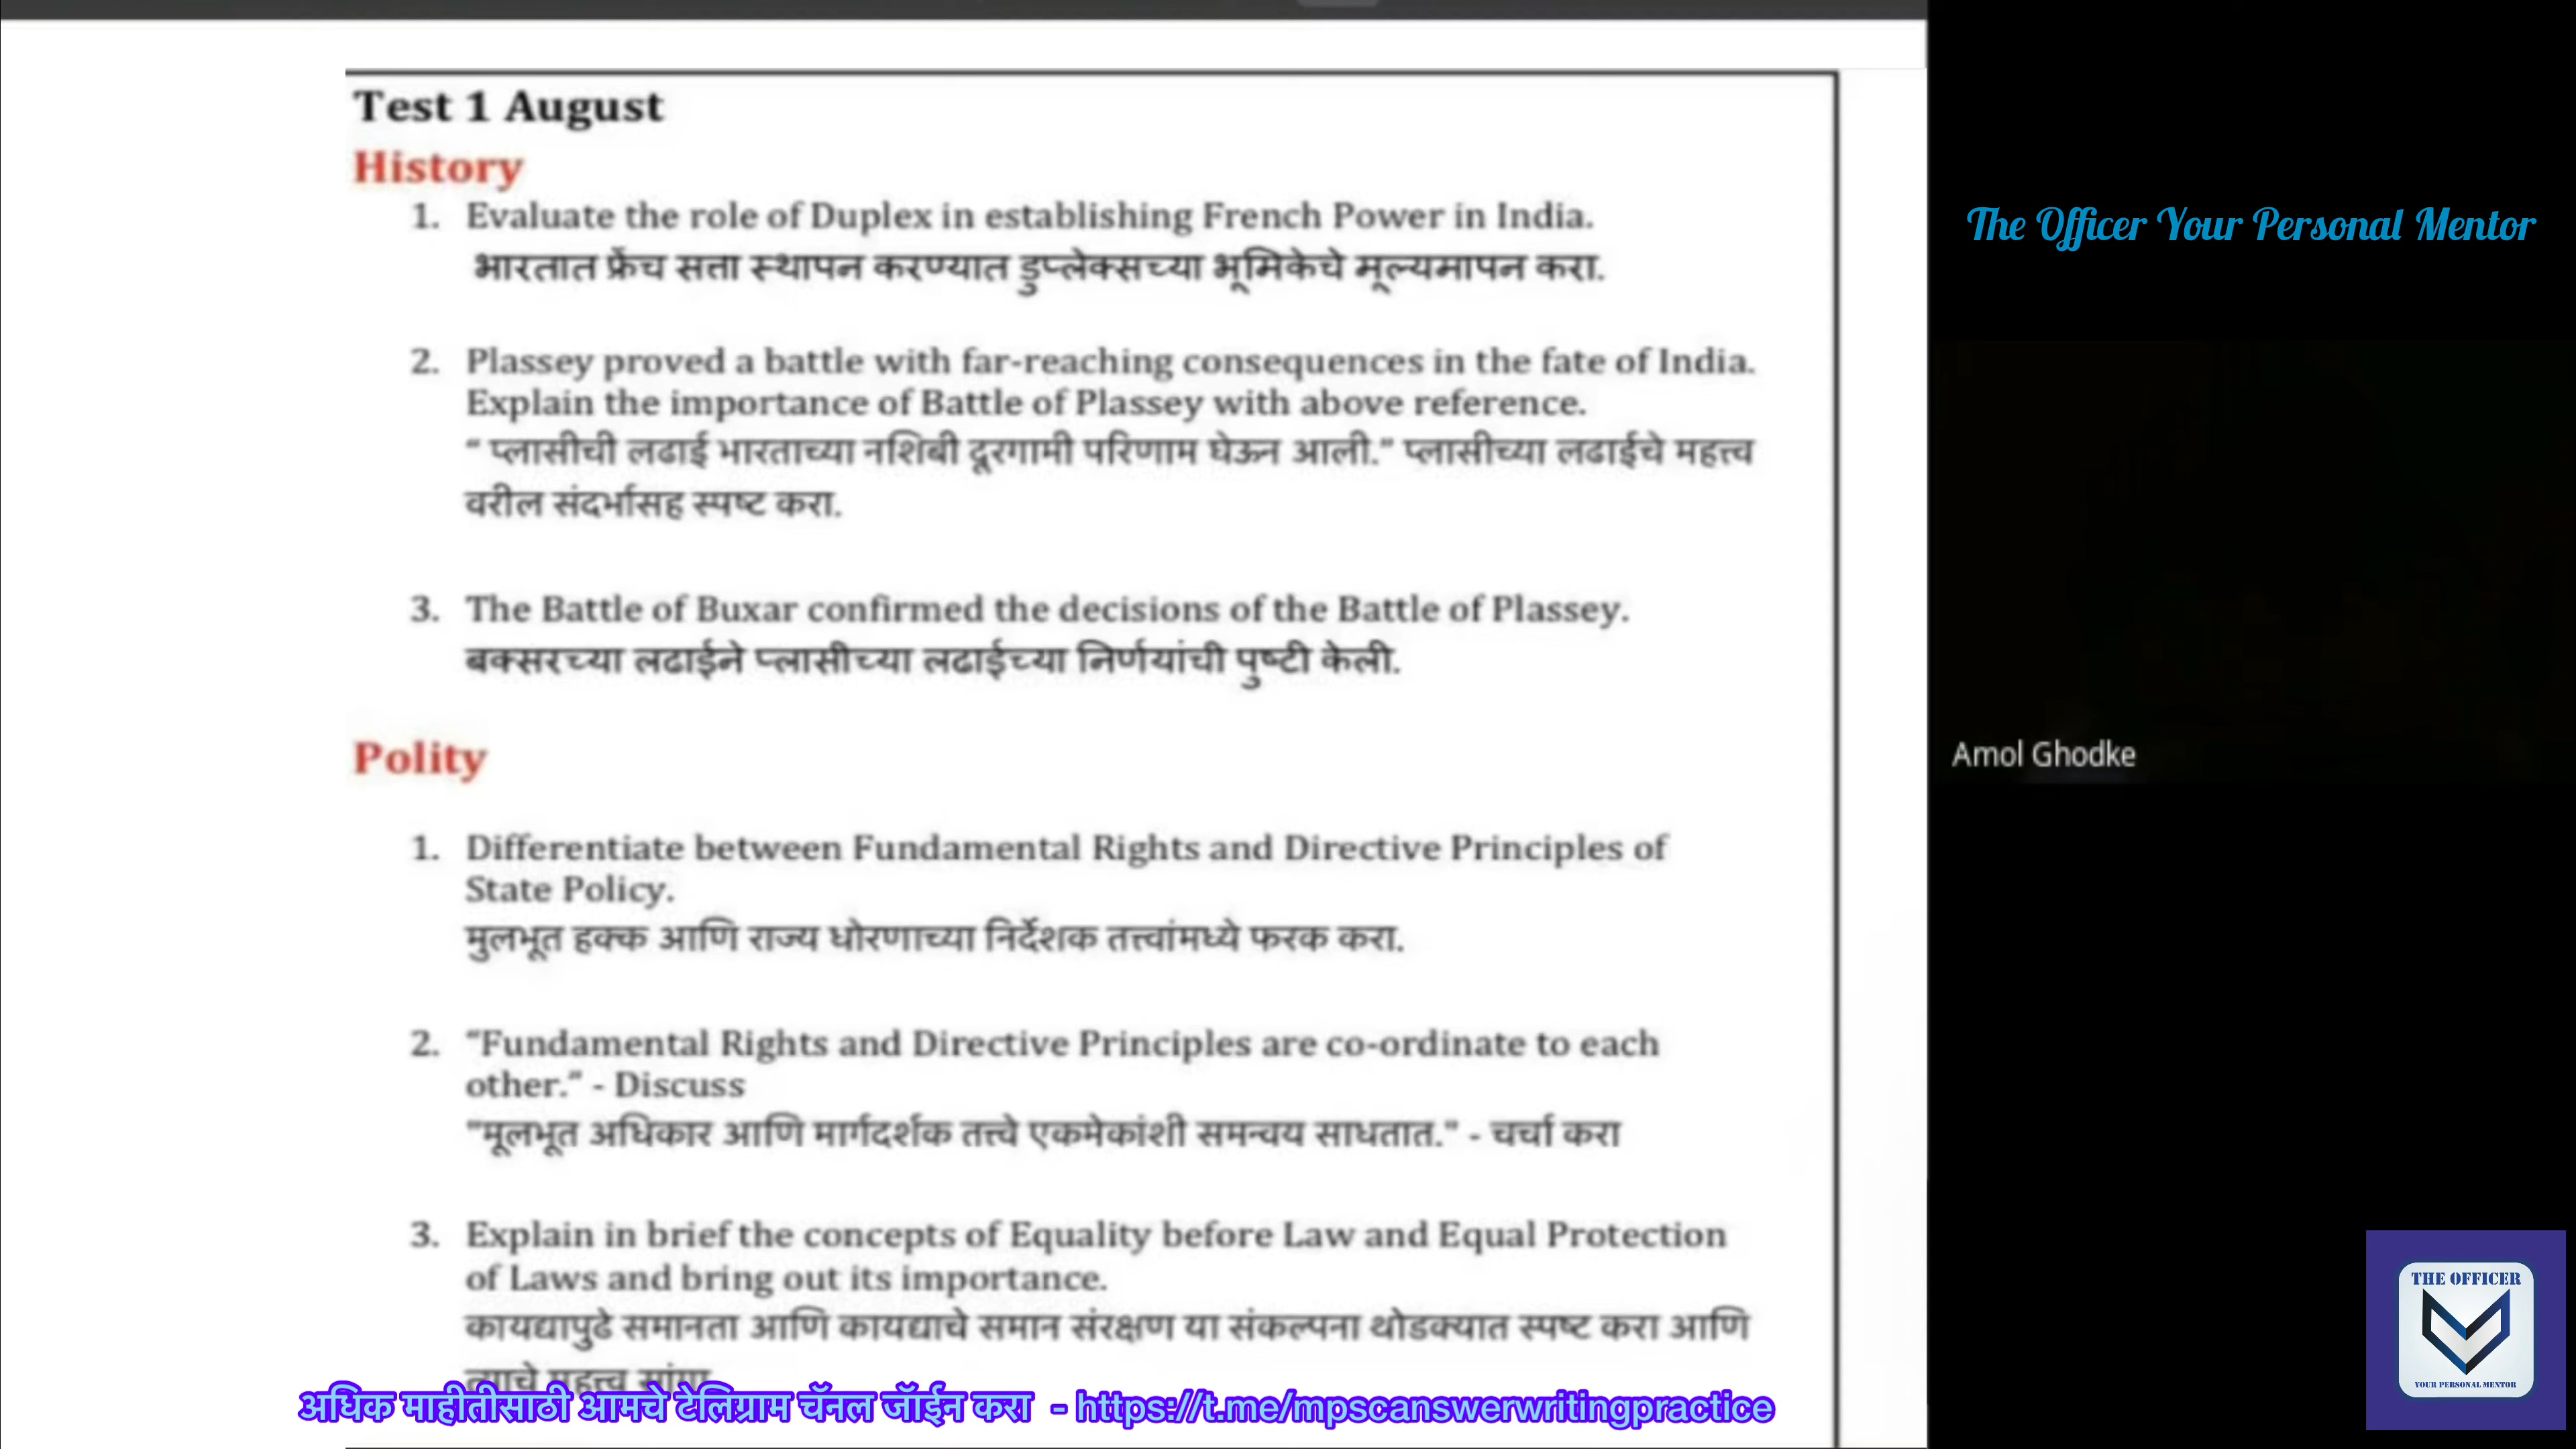 Test 1 August
History
1. Evaluate the role of Duplex in establishing French Power in India.
भारतात फ्रेंच सत्ता स्थापन करण्यात डुप्लेक्सच्या भूमिकेचे मूल्यमापन करा.
2. Plassey proved a battle with far-reaching consequences in the fate of India.
Explain the importance of Battle of Plassey with above reference.
“ प्लासीची लढाई भारताच्या नशिबी दूरगामी परिणाम घेऊन आली.” प्लासीच्या लढाईचे महत्त्व
वरील संदर्भासह स्पष्ट करा.
3. The Battle of Buxar confirmed the decisions of the Battle of Plassey.
बक्सरच्या लढाईने प्लासीच्या लढाईच्या निर्णयांची पुष्टी केली.
Polity
1. Differentiate between Fundamental Rights and Directive Principles of
State Policy.
मुलभूत हक्क आणि राज्य धोरणाच्या निर्देशक तत्त्वांमध्ये फरक करा.
2. “Fundamental Rights and Directive Principles are co-ordinate to each
other.” - Discuss
"मूलभूत अधिकार आणि मार्गदर्शक तत्त्वे एकमेकांशी समन्वय साधतात." - चर्चा करा
3. Explain in brief the concepts of Equality before Law and Equal Protection
of Laws and bring out its importance.
कायद्यापुढे समानता आणि कायद्याचे समान संरक्षण या संकल्पना थोडक्यात स्पष्ट करा आणि
त्याचे महत्त्व सांगा
अधिक माहीतीसाठी आमचे टेलिग्राम चॅनल जॉईन करा - https://t.me/mpscanswerwritingpractice
The Officer Your Personal Mentor
Amol Ghodke
THE OFFICER
YOUR PERSONAL MENTOR